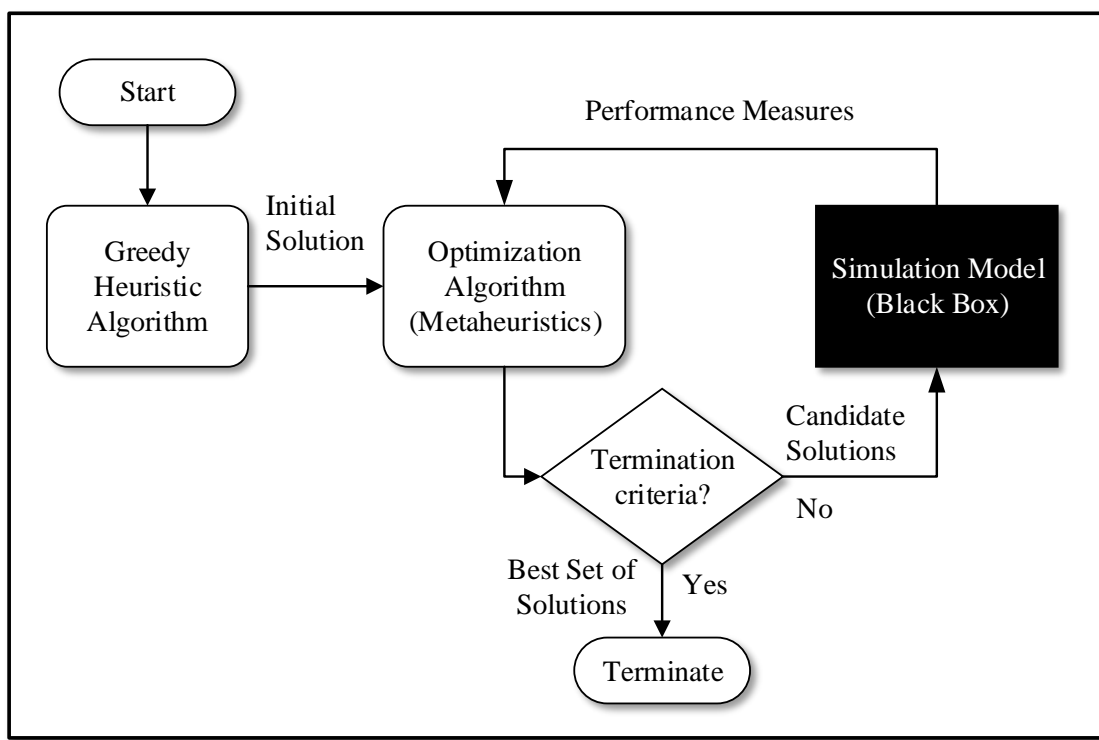 Start
Performance Measures
Initial
Solution
Greedy
Heuristic
Algorithm
Optimization
Algorithm
(Metaheuristics)
Simulation Model
(Black Box)
Candidate
Solutions
Termination
criteria?
No
Best Set of
Solutions
Yes
Terminate